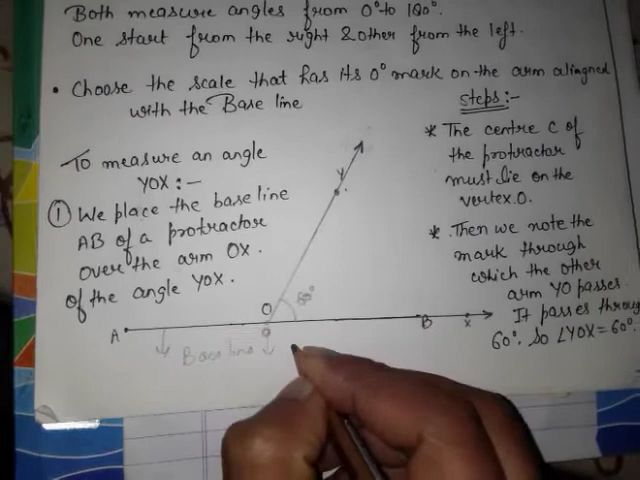 Both measure angles from 0° to 180°.
One start from the right & other from the left.
• Choose the scale that has its 0° mark on the arm alingned
with the Base line
To measure an angle
YOX :-
① We place the base line
AB of a protractor
over the arm OX.
of the angle YOX.
steps:-
* The centre C of
the protractor
must lie on the
vertex O.
* Then we note the
mark through
which the other
arm YO passes.
It passes through
60°. So ∠YOX = 60°.
Y
O
60°
A
B
X
Base line